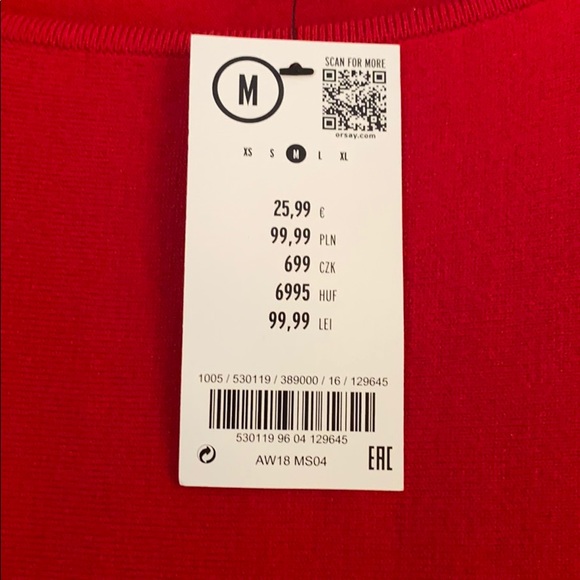 SCAN FOR MORE
M
orsay.com
XS S M L XL
25,99 €
99,99 PLN
699 CZK
6995 HUF
99,99 LEI
1005 / 530119 / 389000 / 16 / 129645
530119 96 04 129645
AW18 MS04
EAC